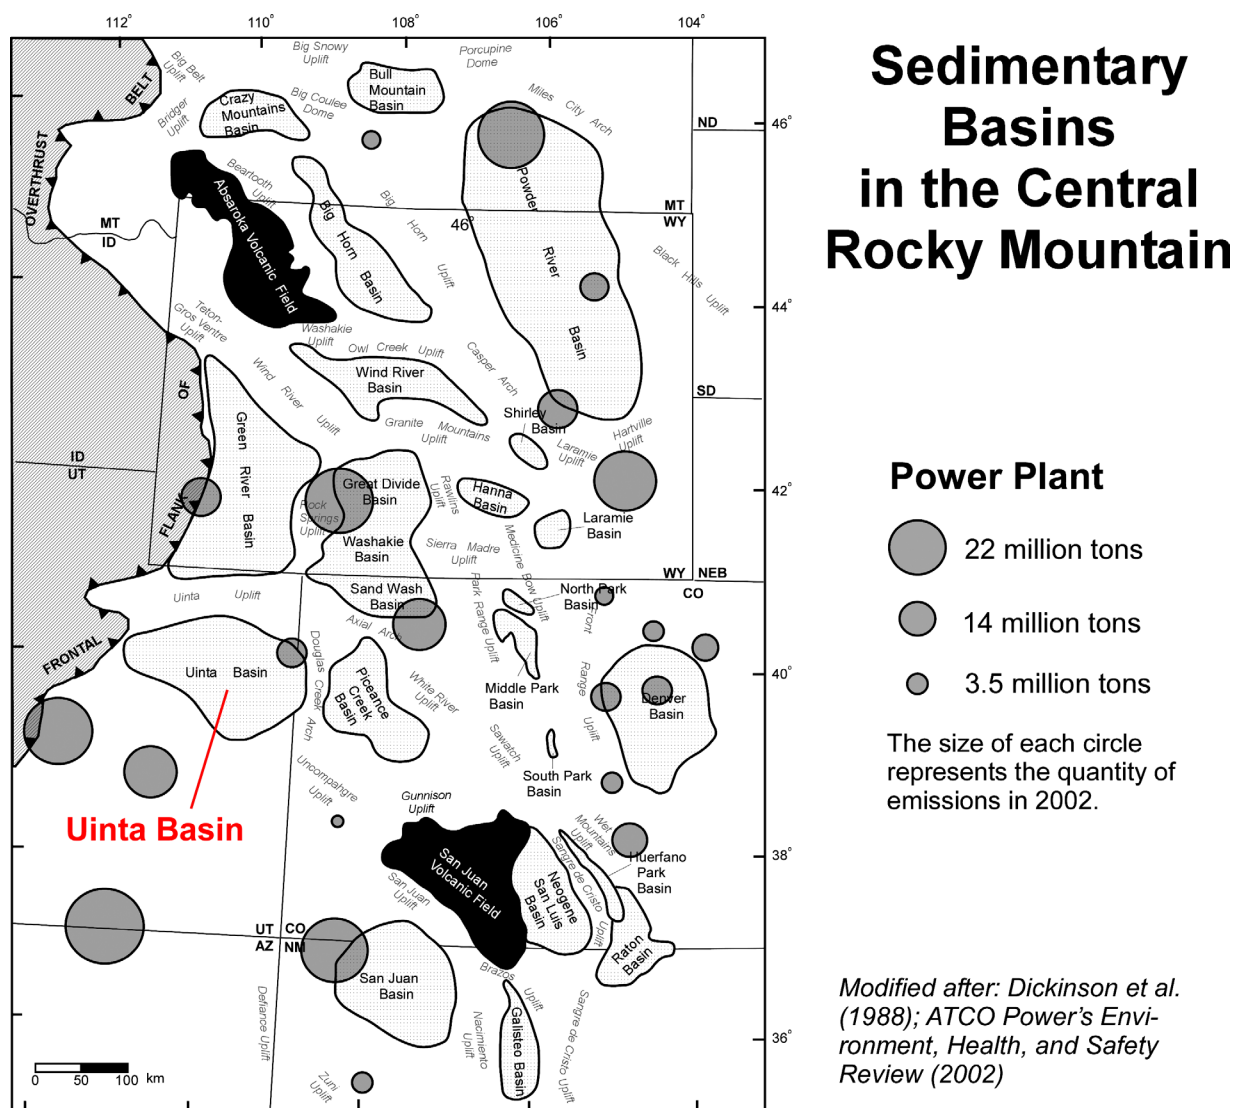 112°
110°
108°
106°
104°
Sedimentary
Basins
in the Central
Rocky Mountain
Big Belt
Uplift
Big Snowy
Uplift
Porcupine
Dome
BELT
Bull
Mountain
Basin
Crazy
Mountains
Basin
Bridger
Uplift
Big Coulee
Dome
Miles City Arch
ND
46°
OVERTHRUST
Beartooth
Uplift
Absaroka Volcanic Field
Big Horn Basin
Big Horn Uplift
Powder River Basin
MT
ID
MT
WY
46°
Black Hills Uplift
44°
Teton-
Gros Ventre
Uplift
Washakie
Uplift
Owl Creek Uplift
Wind River
Basin
Wind River Uplift
Casper Arch
OF
SD
Granite Mountains
Uplift
Shirley
Basin
Hartville
Uplift
Laramie
Uplift
Green River Basin
ID
UT
42°
Great Divide
Basin
Rawlins
Uplift
Hanna
Basin
Rock
Springs
Uplift
FLANK
Laramie
Basin
Washakie
Basin
Sierra Madre
Uplift
Medicine Bow Uplift
WY
NEB
CO
Sand Wash
Basin
North Park
Basin
Uinta Uplift
Park Range Uplift
Front Range Uplift
Axial Arch
FRONTAL
Uinta Basin
Douglas Creek Arch
Piceance
Creek
Basin
White River
Uplift
Middle Park
Basin
Denver
Basin
40°
Sawatch
Uplift
South Park
Basin
Uncompahgre
Uplift
Uinta Basin
Gunnison
Uplift
Wet
Mountains
Uplift
38°
San Juan
Volcanic Field
San Juan
Uplift
Neogene
San Luis
Basin
Sangre de Cristo Uplift
Huerfano
Park
Basin
Raton
Basin
UT
CO
AZ
NM
San Juan
Basin
Brazos Uplift
Defiance Uplift
Nacimiento
Uplift
Galisteo Basin
Sangre de Cristo Uplift
36°
Zuni
Uplift
0 50 100 km
Power Plant
22 million tons
14 million tons
3.5 million tons
The size of each circle
represents the quantity of
emissions in 2002.
Modified after: Dickinson et al.
(1988); ATCO Power's Envi-
ronment, Health, and Safety
Review (2002)